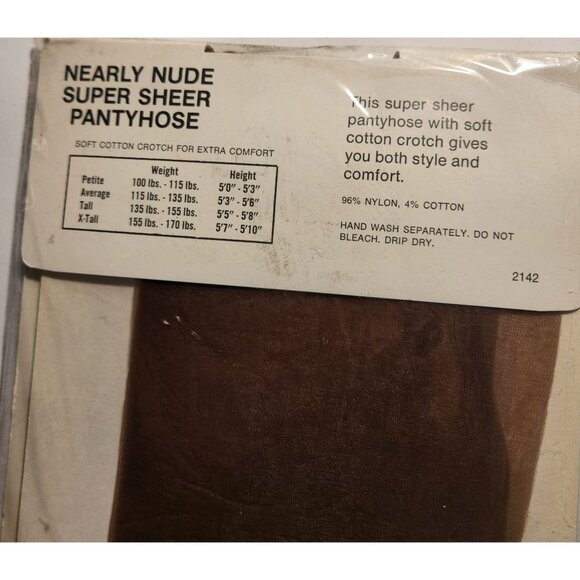 NEARLY NUDE
SUPER SHEER
PANTYHOSE
SOFT COTTON CROTCH FOR EXTRA COMFORT
Weight Height
Petite 100 lbs. - 115 lbs. 5'0" - 5'3"
Average 115 lbs. - 135 lbs. 5'3" - 5'6"
Tall 135 lbs. - 155 lbs. 5'5" - 5'8"
X-Tall 155 lbs. - 170 lbs. 5'7" - 5'10"
This super sheer
pantyhose with soft
cotton crotch gives
you both style and
comfort.
96% NYLON, 4% COTTON
HAND WASH SEPARATELY. DO NOT
BLEACH. DRIP DRY.
2142